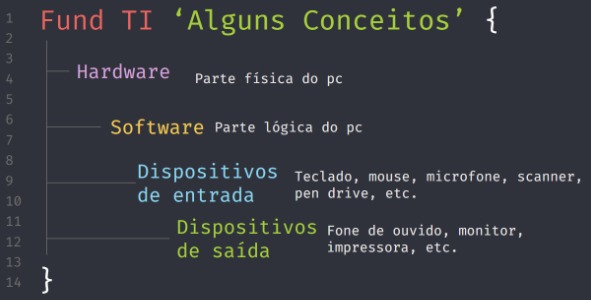 1
2
3
4
5
6
7
8
9
10
11
12
13
14
Fund TI ‘Alguns Conceitos’ {
Hardware
Parte física do pc
Software
Parte lógica do pc
Dispositivos
de entrada
Teclado, mouse, microfone, scanner,
pen drive, etc.
Dispositivos
de saída
Fone de ouvido, monitor,
impressora, etc.
}